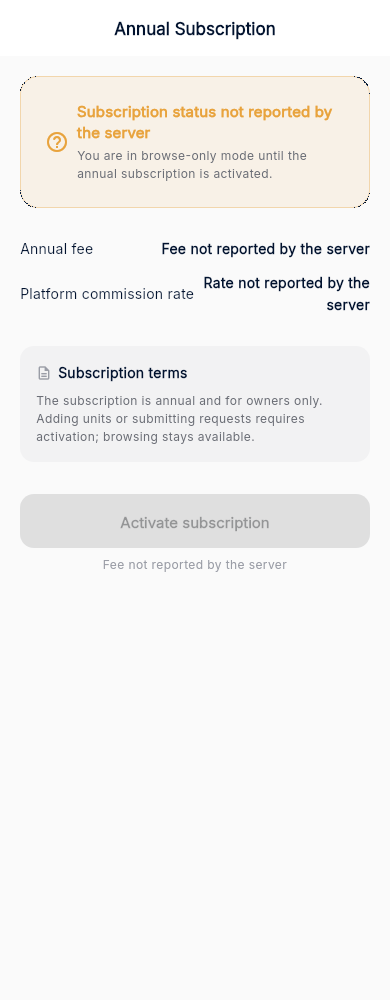 Annual Subscription
Subscription status not reported by
the server
You are in browse-only mode until the
annual subscription is activated.
Annual fee
Fee not reported by the server
Platform commission rate
Rate not reported by the
server
Subscription terms
The subscription is annual and for owners only.
Adding units or submitting requests requires
activation; browsing stays available.
Activate subscription
Fee not reported by the server